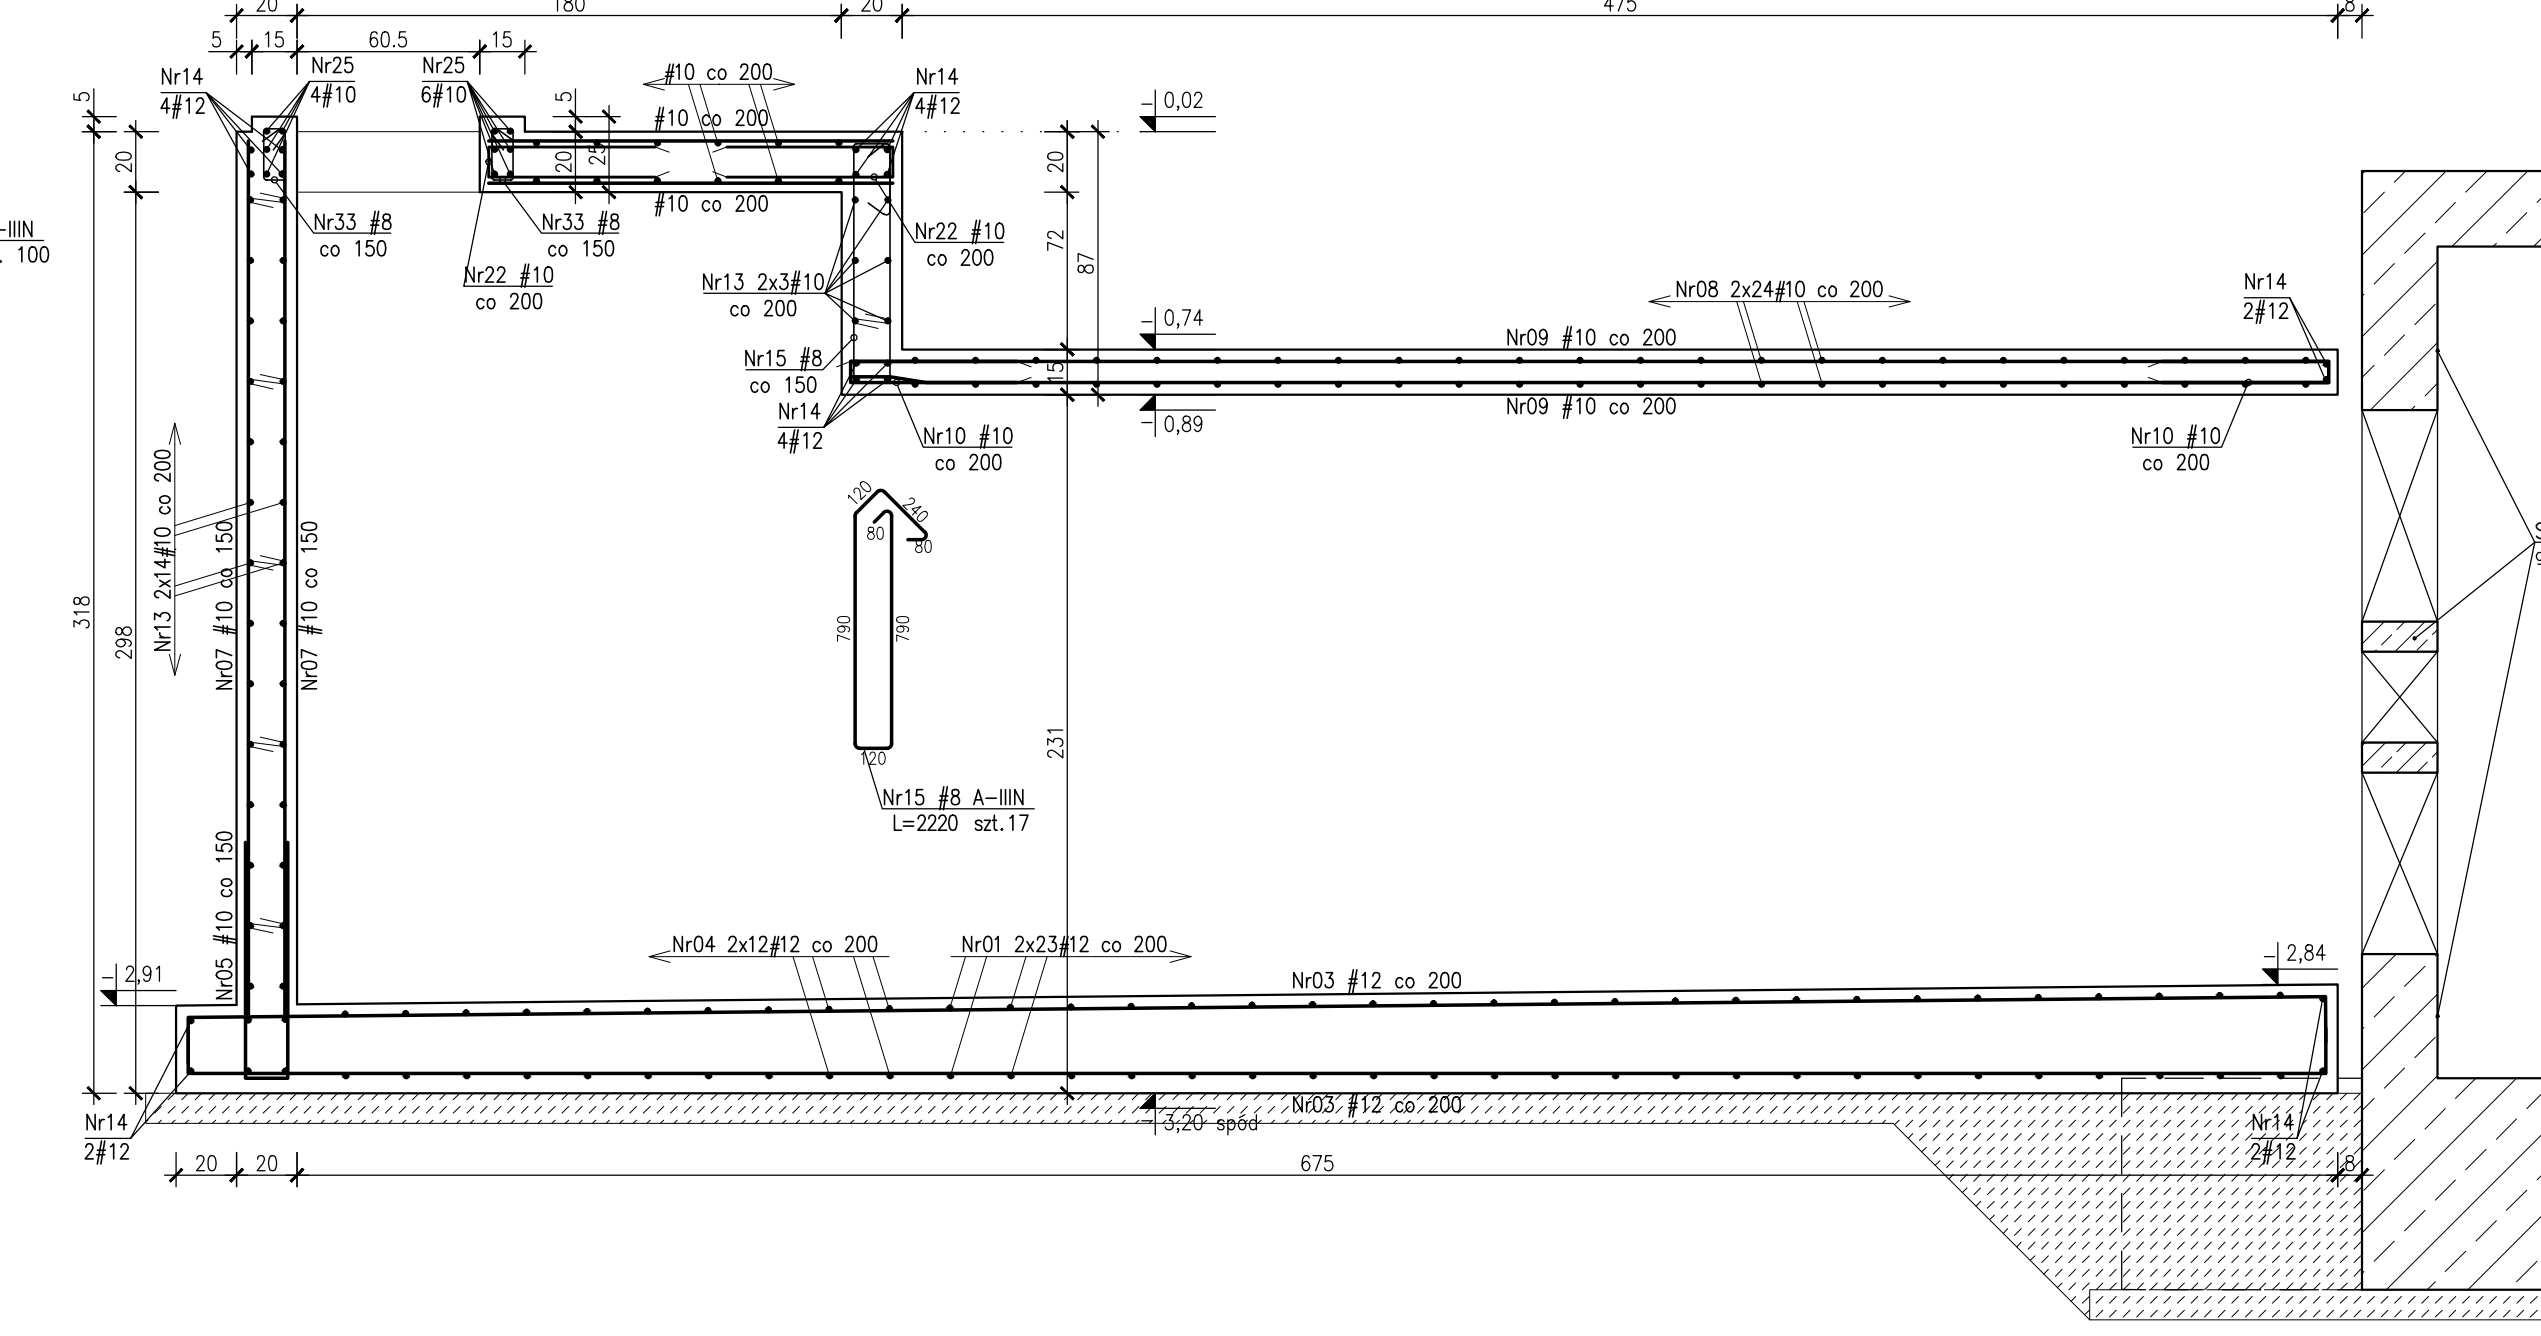 20
180
20
475
8
5
15
60.5
15
Nr14
4#12
Nr25
4#10
Nr25
6#10
#10 co 200
Nr14
4#12
5
5
– 0,02
#10 co 200
20
20
25
20
–IIIN
. 100
Nr33 #8
co 150
Nr33 #8
co 150
#10 co 200
Nr22 #10
co 200
72
87
Nr22 #10
co 200
Nr13 2x3#10
co 200
Nr08 2x24#10 co 200
Nr14
2#12
– 0,74
Nr09 #10 co 200
Nr15 #8
co 150
15
Nr14
4#12
– 0,89
Nr09 #10 co 200
Nr10 #10
co 200
Nr10 #10
co 200
Nr13 2x14#10 co 200
Nr07 #10 co 150
Nr07 #10 co 150
120
240
80
80
318
298
790
790
231
120
Nr15 #8 A–IIIN
L=2220 szt.17
Nr05 #10 co 150
Nr04 2x12#12 co 200
Nr01 2x23#12 co 200
– 2,91
– 2,84
Nr03 #12 co 200
Nr03 #12 co 200
– 3,20 spód
Nr14
2#12
Nr14
2#12
20
20
675
8